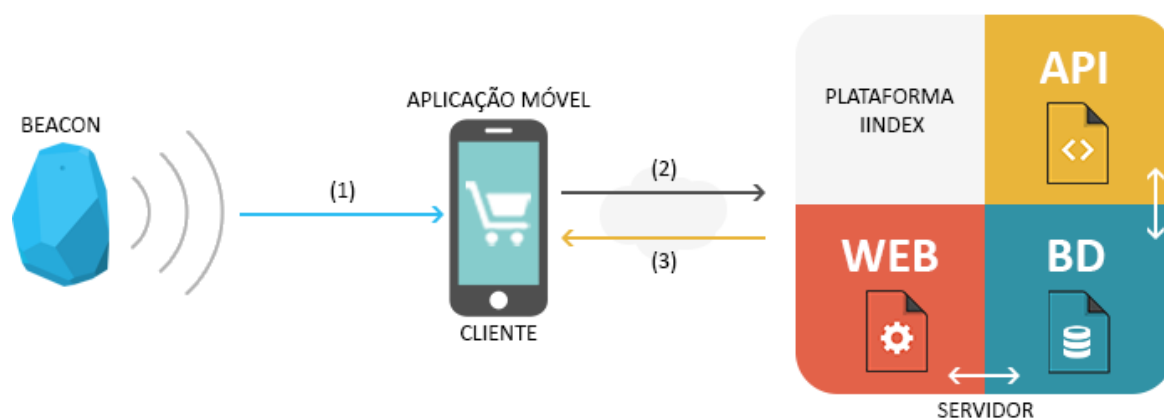 BEACON
(1)
APLICAÇÃO MÓVEL
CLIENTE
(2)
(3)
PLATAFORMA
IINDEX
API
WEB
BD
SERVIDOR